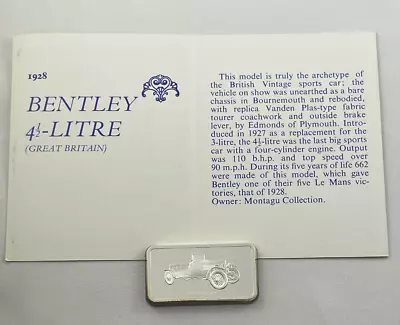 1928
BENTLEY
4½-LITRE
(GREAT BRITAIN)
This model is truly the archetype of
the British Vintage sports car; the
vehicle on show was unearthed as a bare
chassis in Bournemouth and rebodied,
with replica Vanden Plas-type fabric
tourer coachwork and outside brake
lever, by Edmonds of Plymouth. Intro-
duced in 1927 as a replacement for the
3-litre, the 4½-litre was the last big sports
car with a four-cylinder engine. Output
was 110 b.h.p. and top speed over
90 m.p.h. During its five years of life 662
were made of this model, which gave
Bentley one of their five Le Mans vic-
tories, that of 1928.
Owner: Montagu Collection.